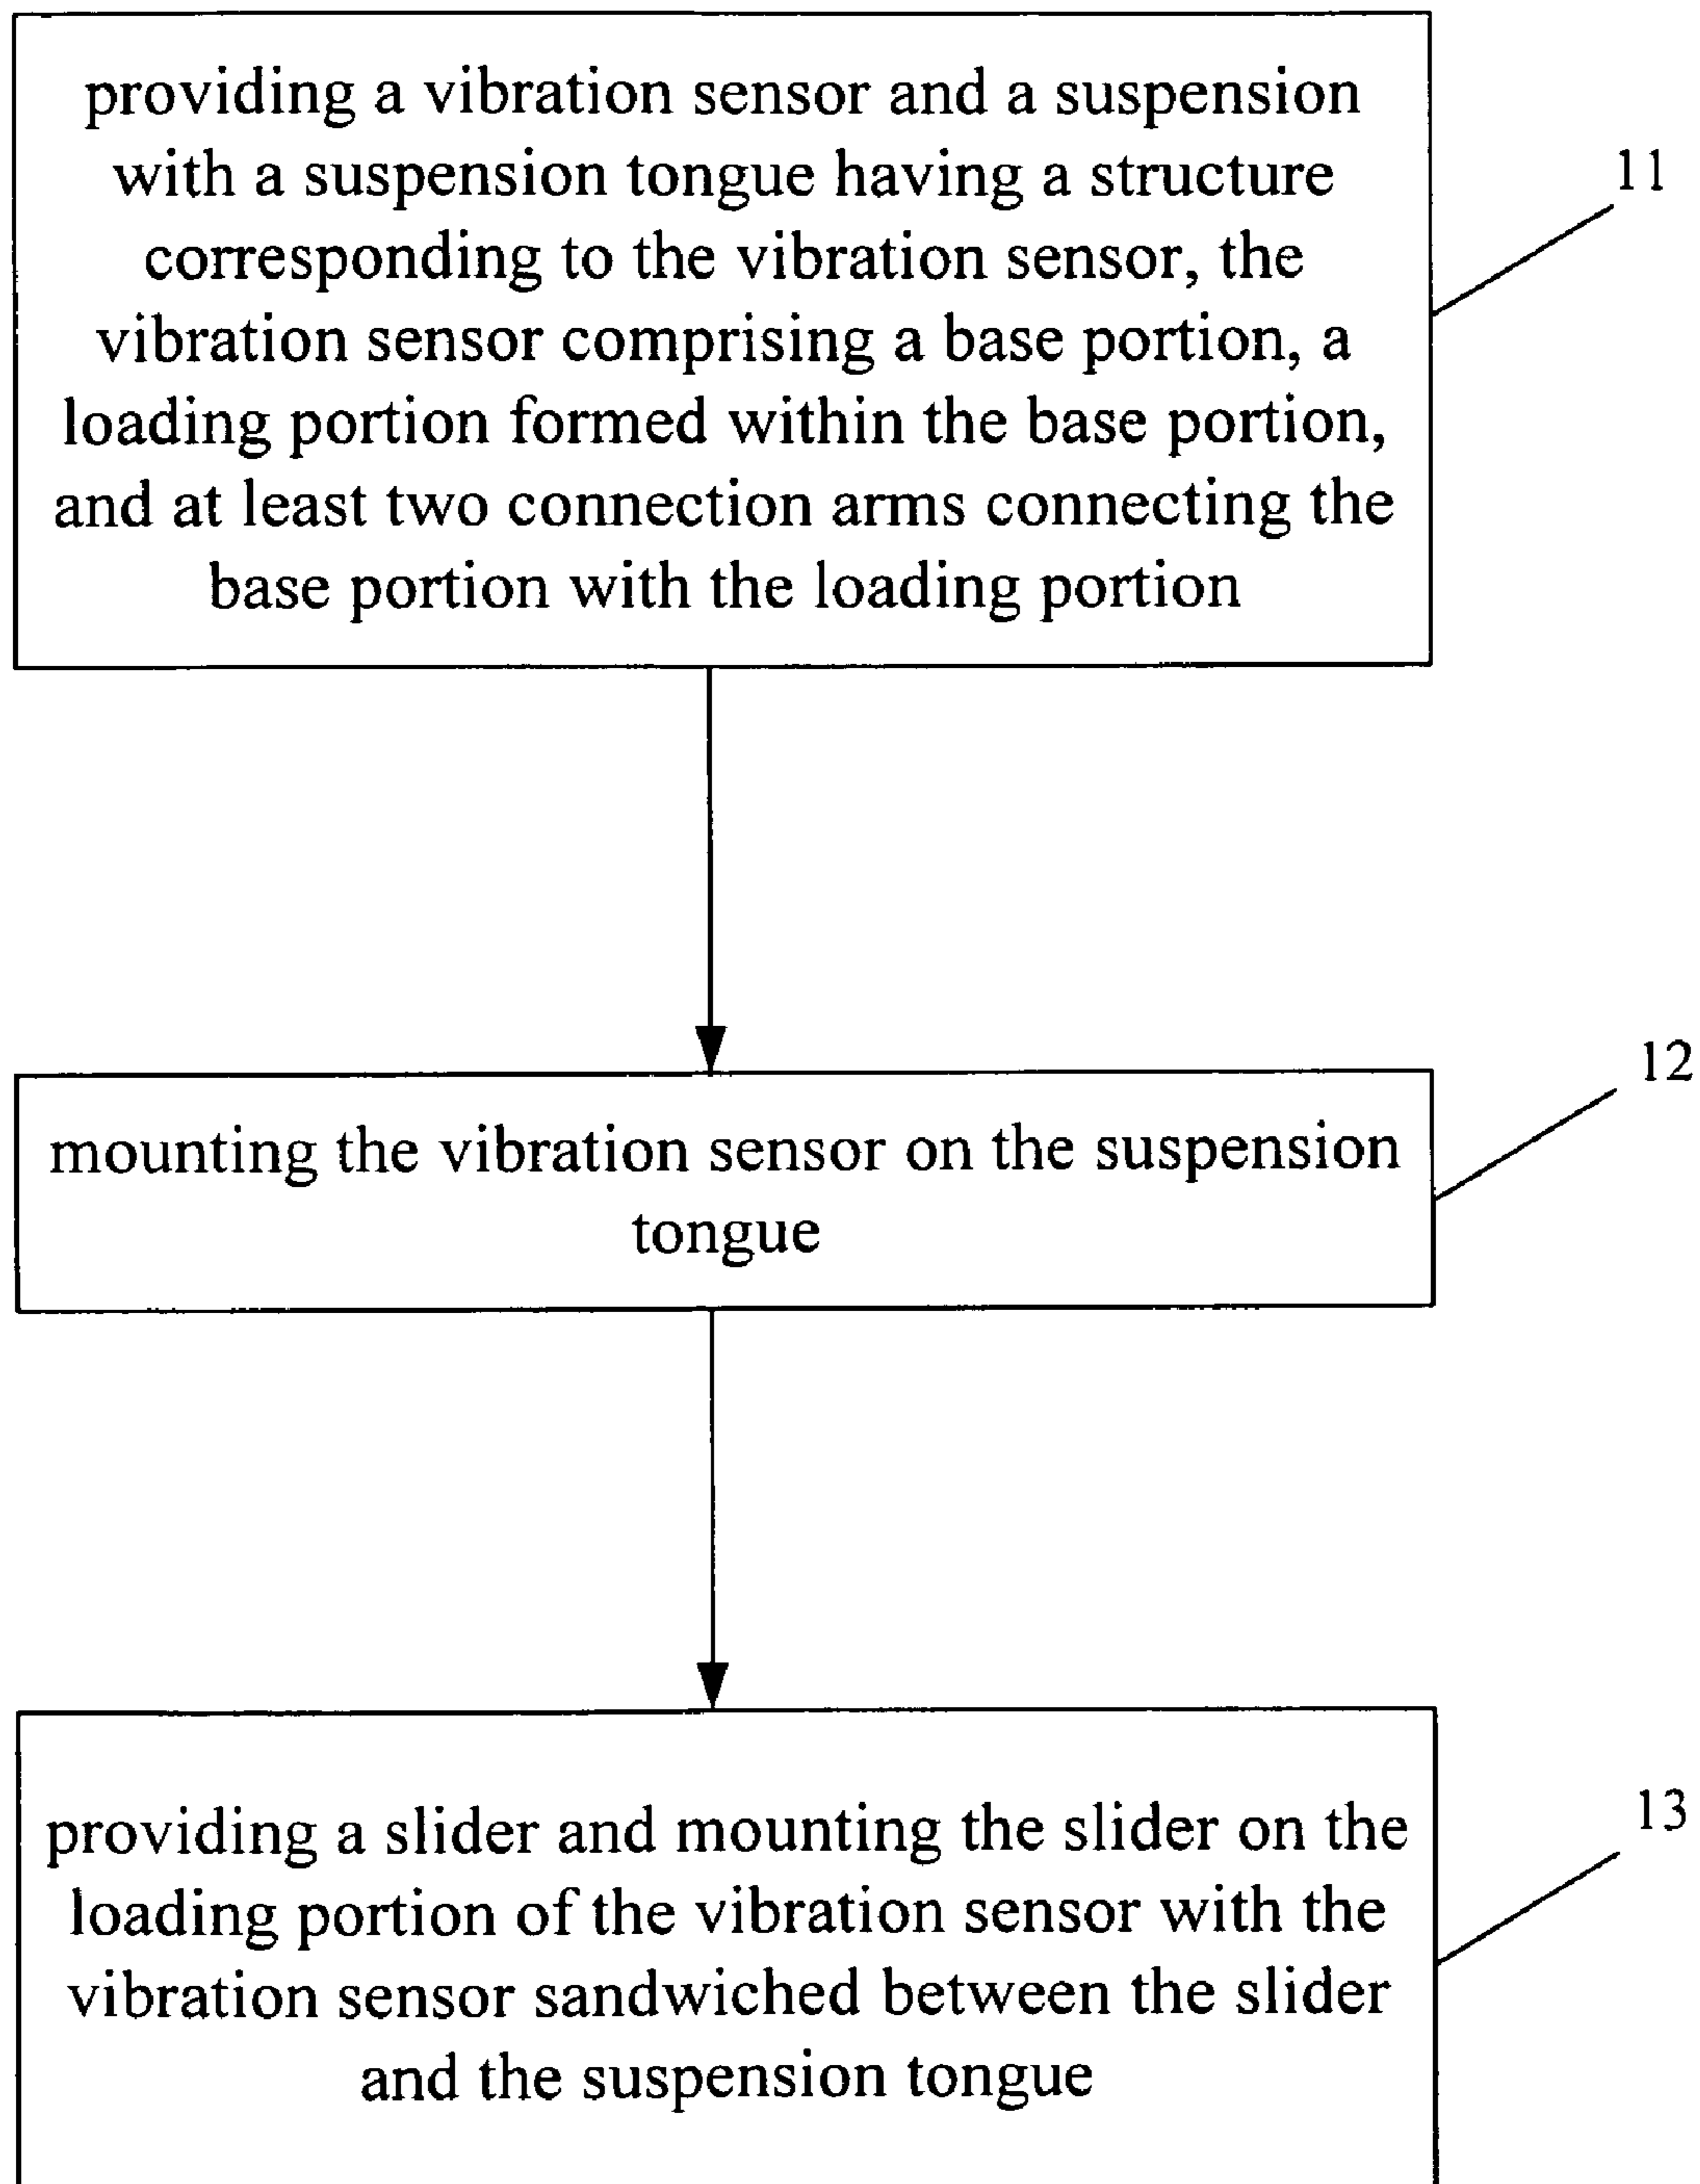 providing a vibration sensor and a suspension
with a suspension tongue having a structure
corresponding to the vibration sensor, the
vibration sensor comprising a base portion, a
loading portion formed within the base portion,
and at least two connection arms connecting the
base portion with the loading portion
11
mounting the vibration sensor on the suspension
tongue
12
providing a slider and mounting the slider on the
loading portion of the vibration sensor with the
vibration sensor sandwiched between the slider
and the suspension tongue
13